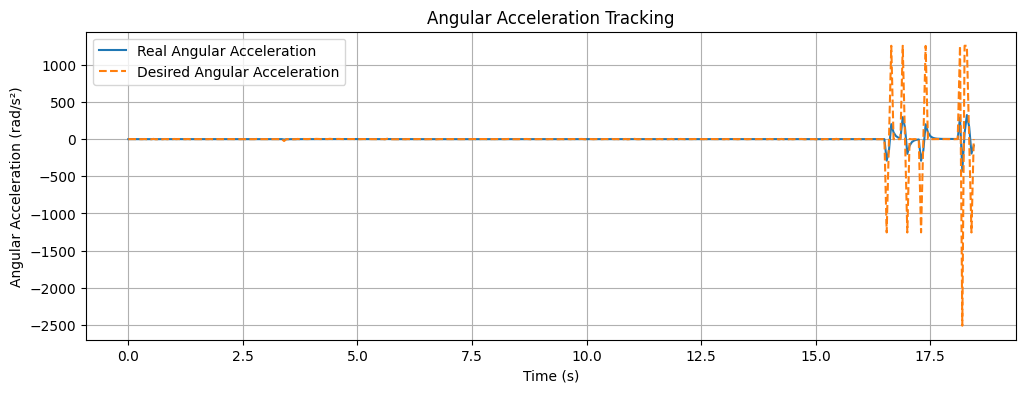 Angular Acceleration Tracking
Real Angular Acceleration
Desired Angular Acceleration
Angular Acceleration (rad/s²)
1000
500
0
−500
−1000
−1500
−2000
−2500
0.0 2.5 5.0 7.5 10.0 12.5 15.0 17.5
Time (s)